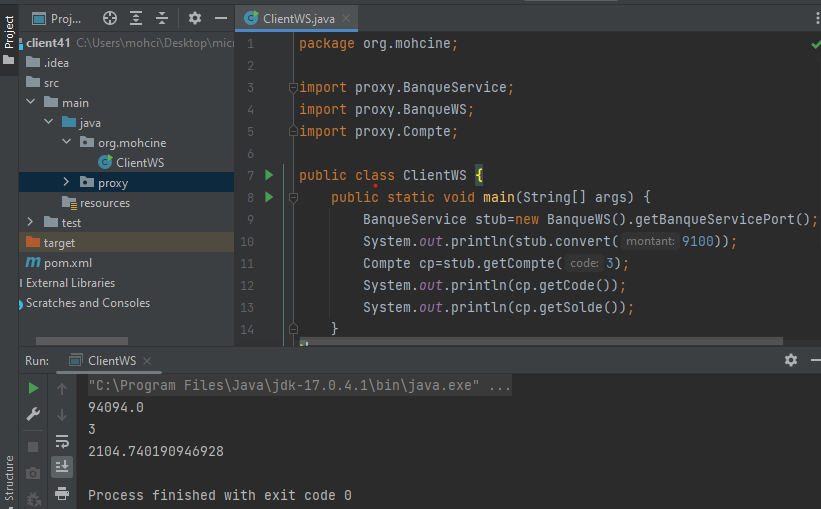 Project
Proj...
ClientWS.java
client41 C:\Users\mohci\Desktop\mic
.idea
src
main
java
org.mohcine
ClientWS
proxy
resources
test
target
pom.xml
External Libraries
Scratches and Consoles
1 package org.mohcine;
2
3 import proxy.BanqueService;
4 import proxy.BanqueWS;
5 import proxy.Compte;
6
7 public class ClientWS {
8 public static void main(String[] args) {
9 BanqueService stub=new BanqueWS().getBanqueServicePort();
10 System.out.println(stub.convert( montant: 9100));
11 Compte cp=stub.getCompte( code: 3);
12 System.out.println(cp.getCode());
13 System.out.println(cp.getSolde());
14 }
Run: ClientWS
"C:\Program Files\Java\jdk-17.0.4.1\bin\java.exe" ...
94094.0
3
2104.740190946928
Process finished with exit code 0
Structure